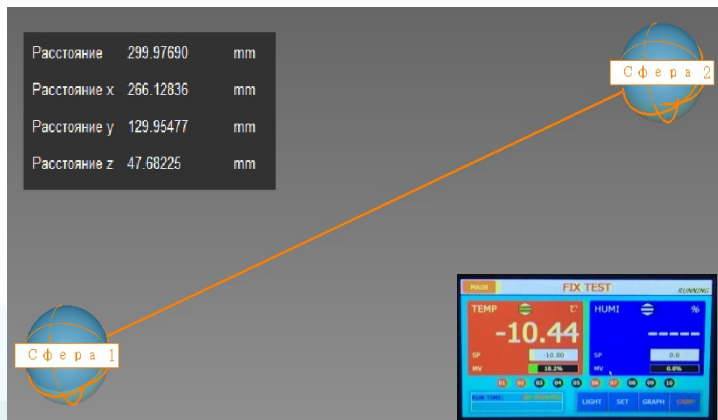 Расстояние 299.97690 mm
Расстояние x 266.12836 mm
Расстояние y 129.95477 mm
Расстояние z 47.68225 mm
Сфера 2
Сфера 1
MAIN FIX TEST RUNNING
TEMP ℃ HUMI %
-10.44 -----
SP -10.00 SP 0.0
MV 18.2% MV 0.0%
01 02 03 04 05 06 07 08 09 10
RUN TIME
LIGHT SET GRAPH STOP